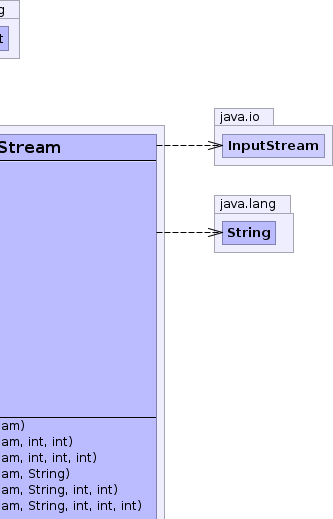 g
t
java.io
InputStream
Stream
java.lang
String
am)
am, int, int)
am, int, int, int)
am, String)
am, String, int, int)
am, String, int, int, int)